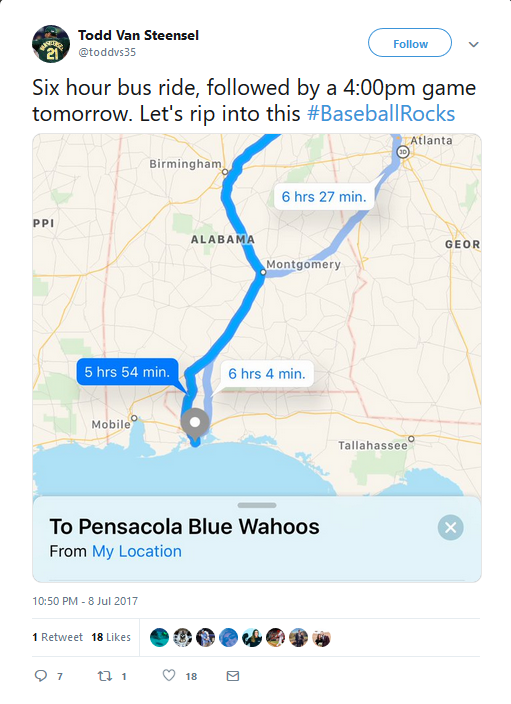 Todd Van Steensel
@toddvs35
Follow
Six hour bus ride, followed by a 4:00pm game
tomorrow. Let's rip into this #BaseballRocks
Atlanta
Birmingham
6 hrs 27 min.
PPI
ALABAMA
GEOR
Montgomery
5 hrs 54 min.
6 hrs 4 min.
Mobile
Tallahassee
To Pensacola Blue Wahoos
From My Location
10:50 PM - 8 Jul 2017
1 Retweet 18 Likes
7 1 18